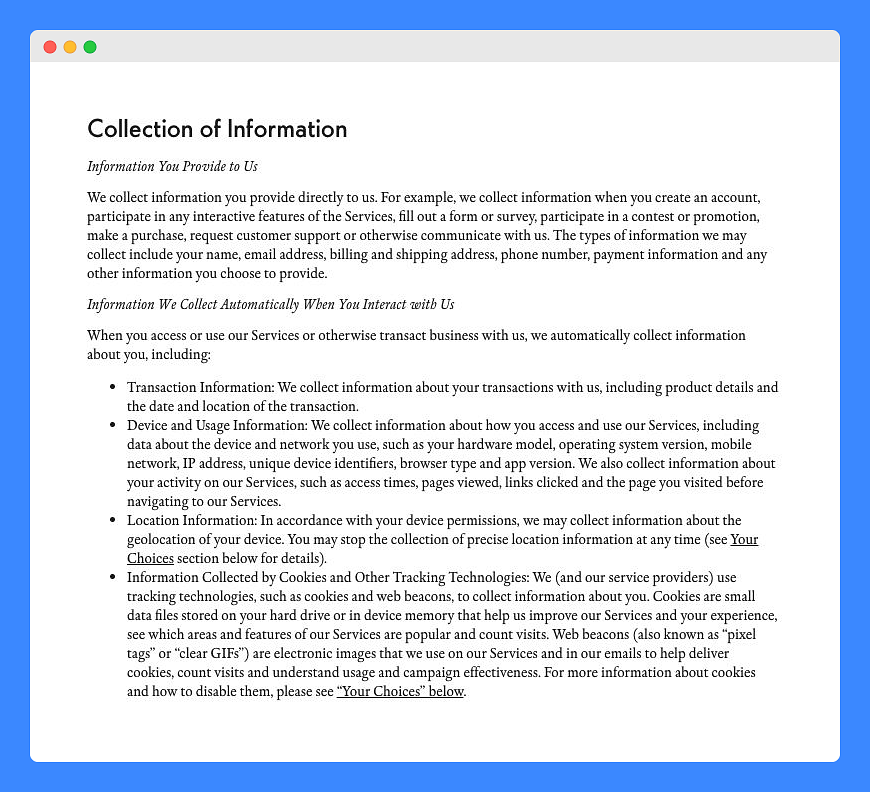 Collection of Information
Information You Provide to Us
We collect information you provide directly to us. For example, we collect information when you create an account,
participate in any interactive features of the Services, fill out a form or survey, participate in a contest or promotion,
make a purchase, request customer support or otherwise communicate with us. The types of information we may
collect include your name, email address, billing and shipping address, phone number, payment information and any
other information you choose to provide.
Information We Collect Automatically When You Interact with Us
When you access or use our Services or otherwise transact business with us, we automatically collect information
about you, including:
• Transaction Information: We collect information about your transactions with us, including product details and
the date and location of the transaction.
• Device and Usage Information: We collect information about how you access and use our Services, including
data about the device and network you use, such as your hardware model, operating system version, mobile
network, IP address, unique device identifiers, browser type and app version. We also collect information about
your activity on our Services, such as access times, pages viewed, links clicked and the page you visited before
navigating to our Services.
• Location Information: In accordance with your device permissions, we may collect information about the
geolocation of your device. You may stop the collection of precise location information at any time (see Your
Choices section below for details).
• Information Collected by Cookies and Other Tracking Technologies: We (and our service providers) use
tracking technologies, such as cookies and web beacons, to collect information about you. Cookies are small
data files stored on your hard drive or in device memory that help us improve our Services and your experience,
see which areas and features of our Services are popular and count visits. Web beacons (also known as “pixel
tags” or “clear GIFs”) are electronic images that we use on our Services and in our emails to help deliver
cookies, count visits and understand usage and campaign effectiveness. For more information about cookies
and how to disable them, please see “Your Choices” below.